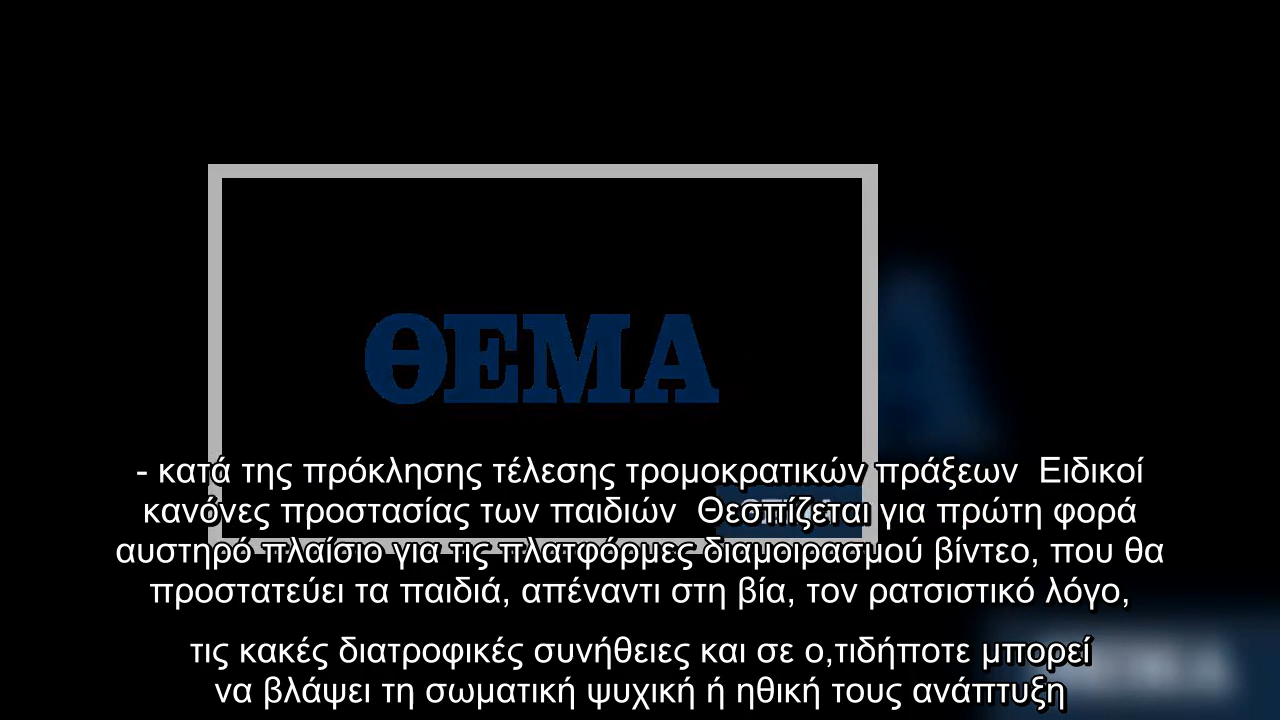 ΘΕΜΑ
- κατά της πρόκλησης τέλεσης τρομοκρατικών πράξεων  Ειδικοί
κανόνες προστασίας των παιδιών  Θεσπίζεται για πρώτη φορά
αυστηρό πλαίσιο για τις πλατφόρμες διαμοιρασμού βίντεο, που θα
προστατεύει τα παιδιά, απέναντι στη βία, τον ρατσιστικό λόγο,
τις κακές διατροφικές συνήθειες και σε ο,τιδήποτε μπορεί
να βλάψει τη σωματική ψυχική ή ηθική τους ανάπτυξη